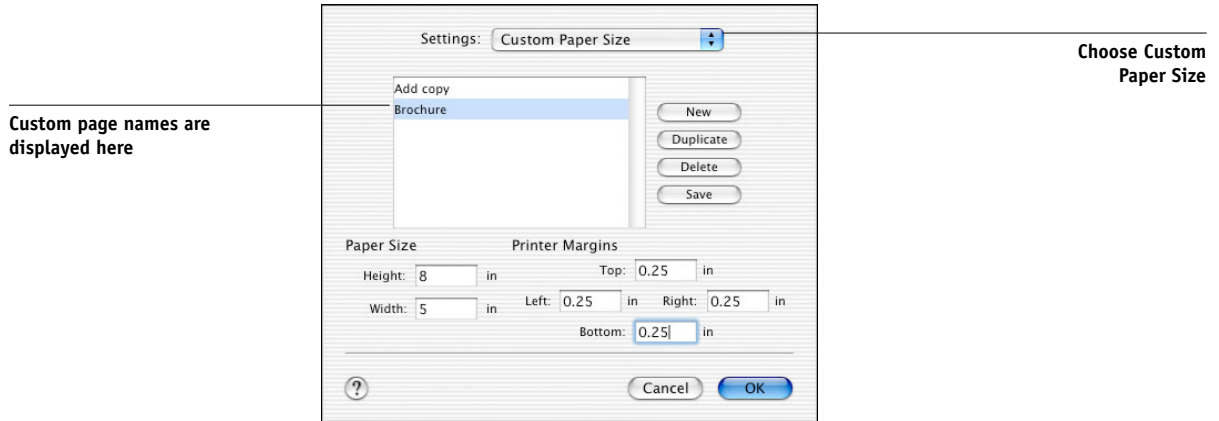 Settings: Custom Paper Size
Choose Custom
Paper Size
Add copy
Brochure
Custom page names are
displayed here
New
Duplicate
Delete
Save
Paper Size
Printer Margins
Height: 8 in
Top: 0.25 in
Width: 5 in
Left: 0.25 in Right: 0.25 in
Bottom: 0.25 in
?
Cancel OK